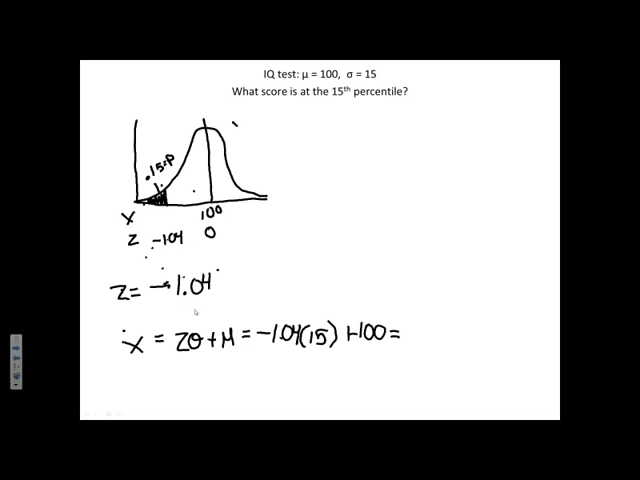 IQ test: μ = 100, σ = 15
What score is at the 15th percentile?
.15=P
X 100
Z -1.04 0
Z= -1.04
X = Zσ+μ = -1.04(15)+100=